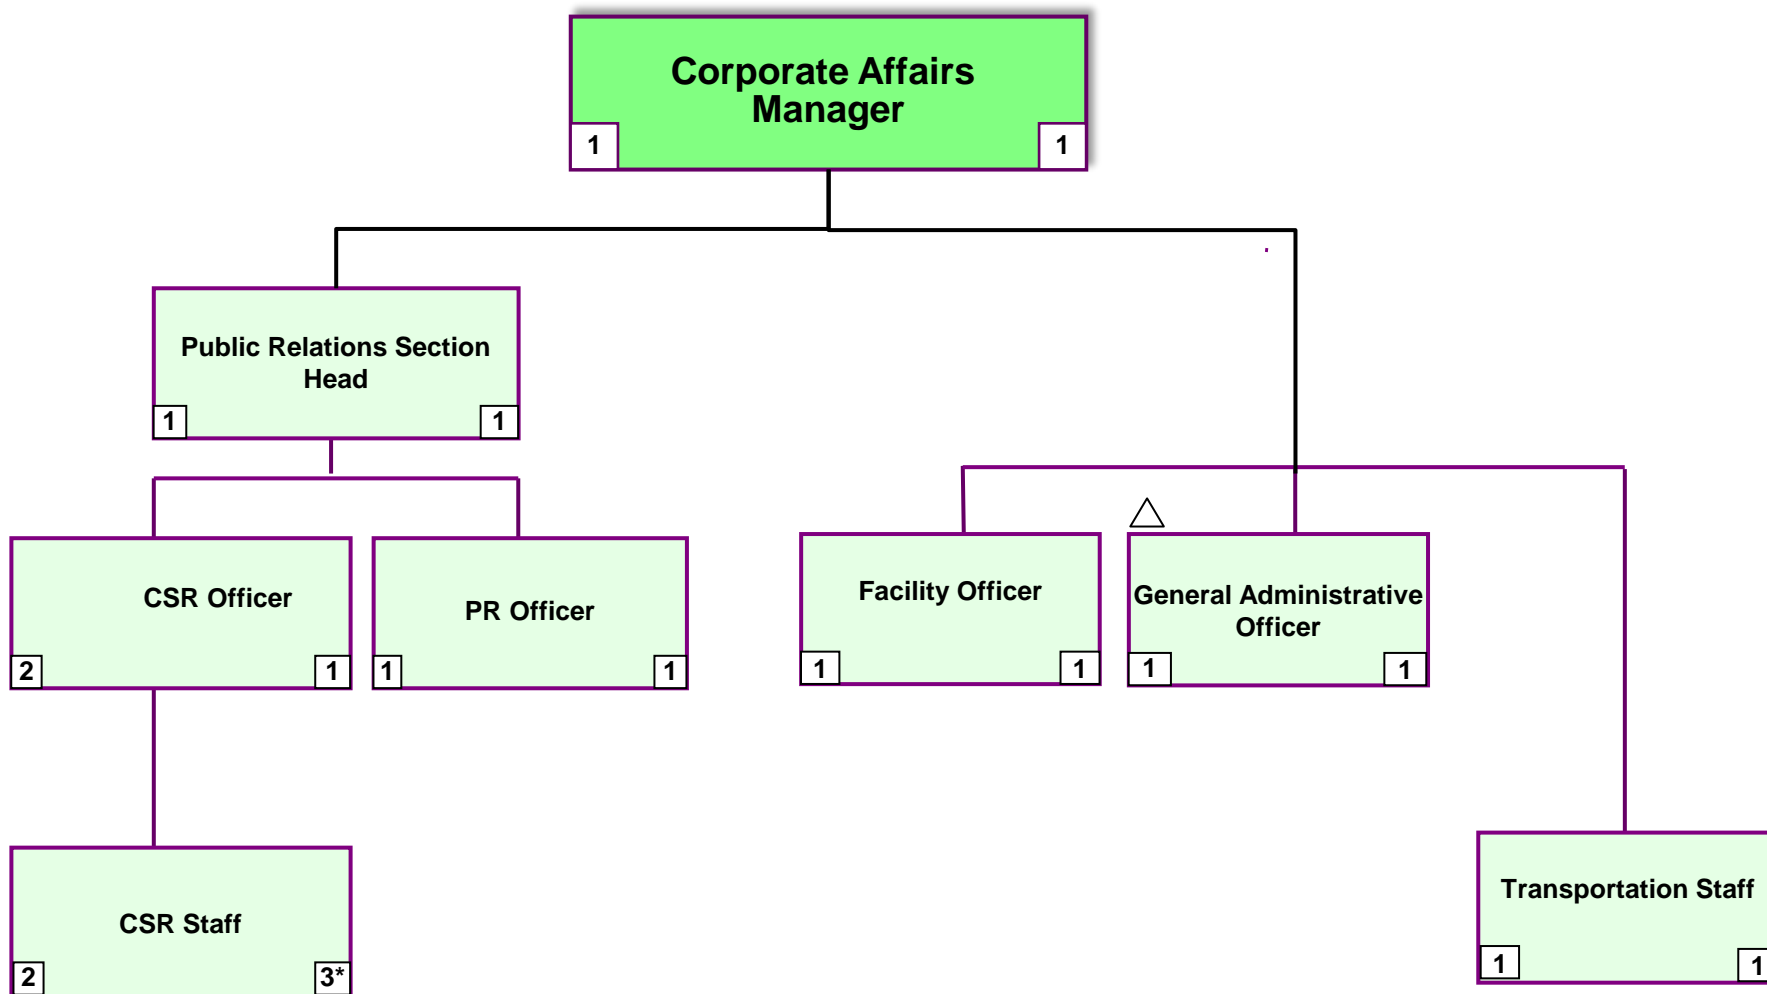 Corporate Affairs
Manager
1
1
Public Relations Section
Head
1
1
CSR Officer
2
1
PR Officer
1
1
Facility Officer
1
1
General Administrative
Officer
1
1
CSR Staff
2
3*
Transportation Staff
1
1